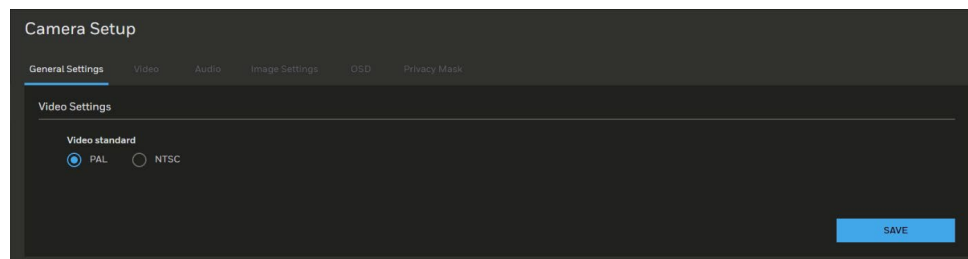 Camera Setup
General Settings Video Audio Image Settings OSD Privacy Mask
Video Settings
Video standard
PAL NTSC
SAVE